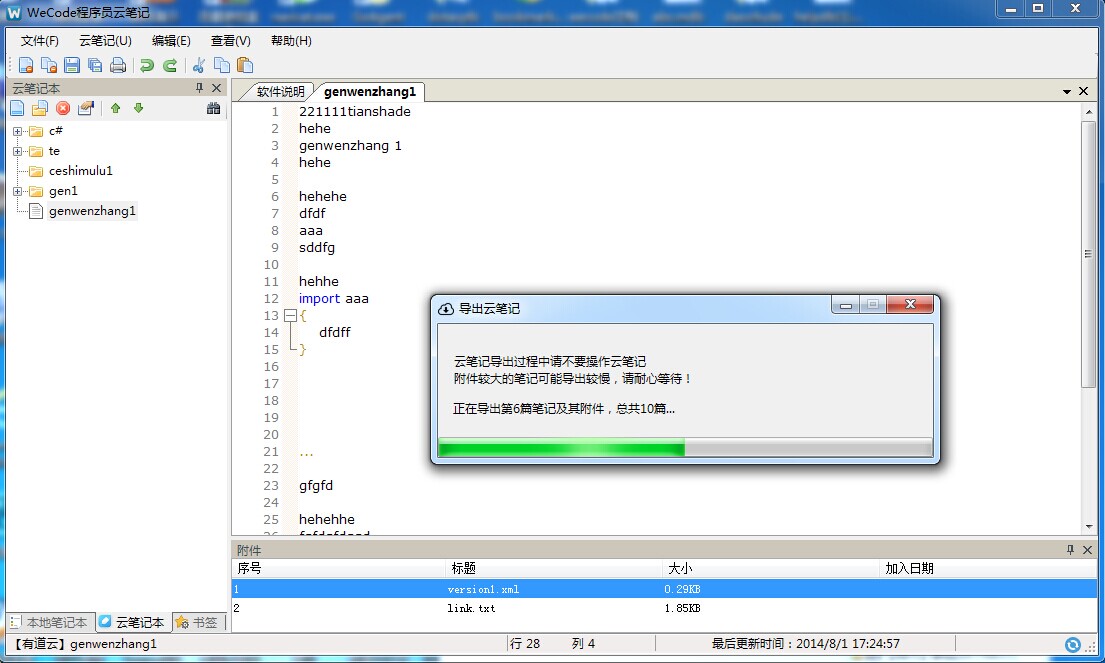 WeCode程序员云笔记
文件(F) 云笔记(U) 编辑(E) 查看(V) 帮助(H)
云笔记本
c#
te
ceshimulu1
gen1
genwenzhang1
软件说明 genwenzhang1
1 221111tianshade
2 hehe
3 genwenzhang 1
4 hehe
5
6 hehehe
7 dfdf
8 aaa
9 sddfg
10
11 hehhe
12 import aaa
13 {
14 dfdff
15 }
16
17
18
19
20
21 ...
22
23 gfgfd
24
25 hehehhe
26
导出云笔记
云笔记导出过程中请不要操作云笔记
附件较大的笔记可能导出较慢，请耐心等待！
正在导出第6篇笔记及其附件，总共10篇...
附件
序号 标题 大小 加入日期
1 version1.xml 0.29KB
2 link.txt 1.85KB
本地笔记本 云笔记本 书签
【有道云】genwenzhang1 行 28 列 4 最后更新时间：2014/8/1 17:24:57